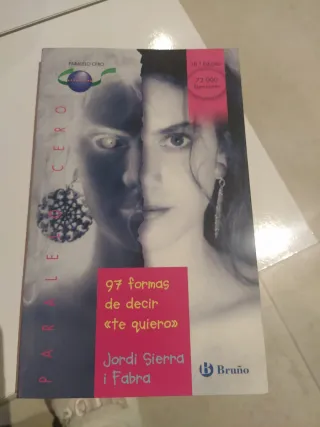 PARALELO CERO
97 formas
de decir
«te quiero»
Jordi Sierra
i Fabra
Bruño